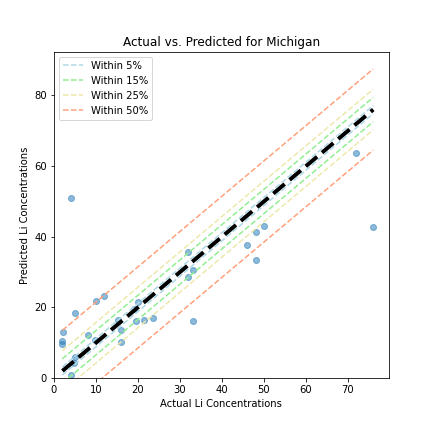 Actual vs. Predicted for Michigan
Within 5%
Within 15%
Within 25%
Within 50%
Predicted Li Concentrations
80
60
40
20
0
0 10 20 30 40 50 60 70
Actual Li Concentrations